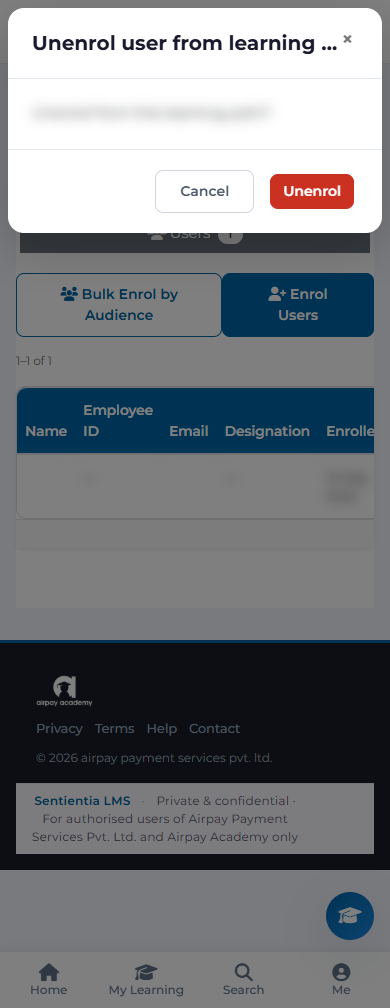 Unenrol user from learning ... ×
Cancel
Unenrol
Users 1
Bulk Enrol by
Audience
Enrol
Users
1–1 of 1
Name
Employee
ID
Email
Designation
Enrolle
airpay academy
Privacy Terms Help Contact
© 2026 airpay payment services pvt. ltd.
Sentientia LMS · Private & confidential ·
For authorised users of Airpay Payment
Services Pvt. Ltd. and Airpay Academy only
Home
My Learning
Search
Me